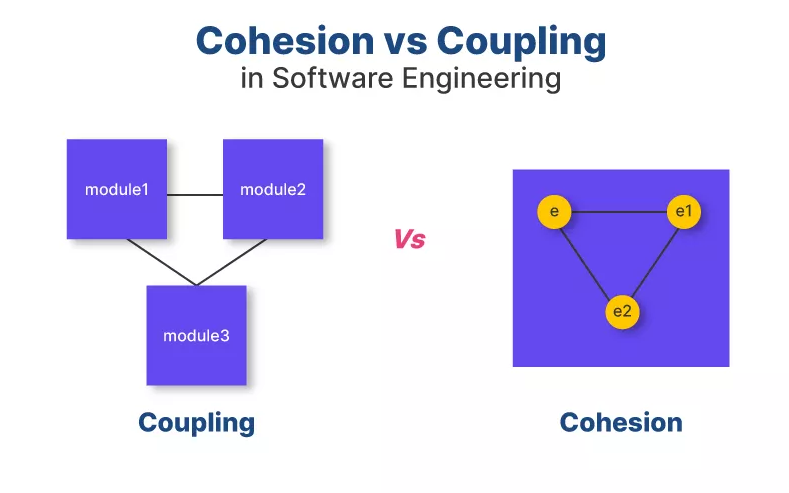 Cohesion vs Coupling
in Software Engineering
module1
module2
module3
Coupling
Vs
e
e1
e2
Cohesion